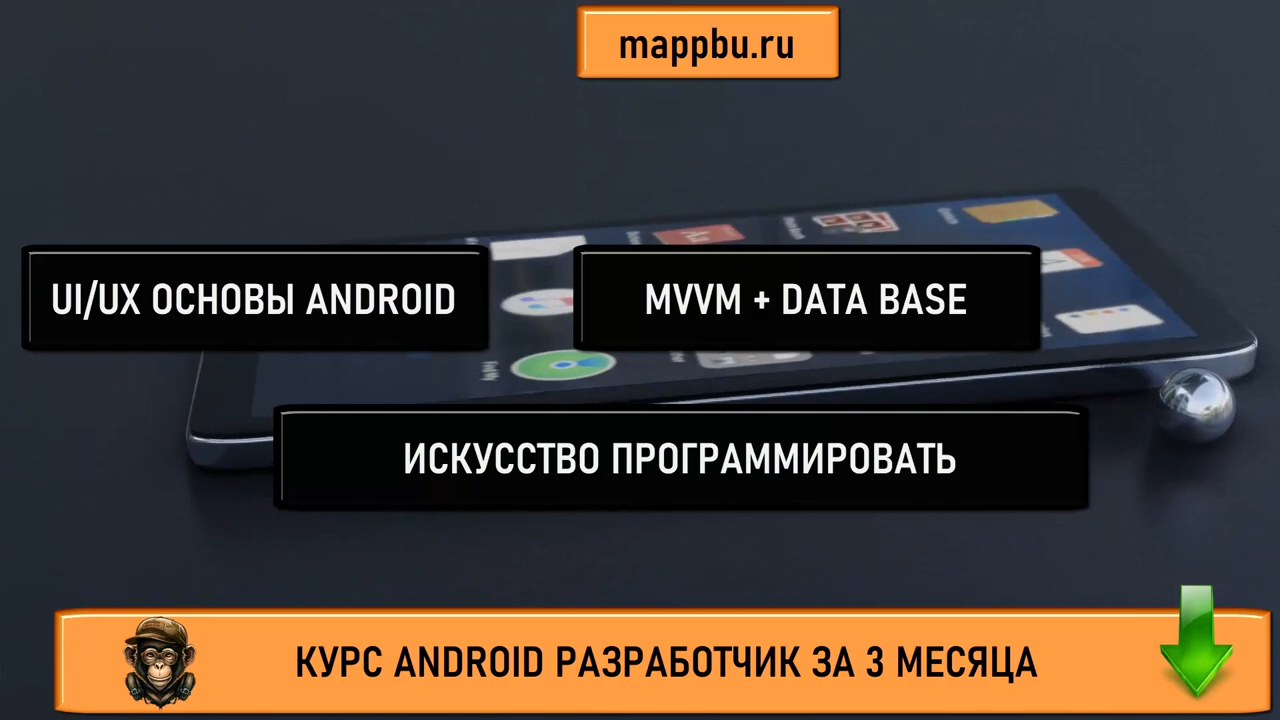 mappbu.ru
UI/UX ОСНОВЫ ANDROID
MVVM + DATA BASE
ИСКУССТВО ПРОГРАММИРОВАТЬ
КУРС ANDROID РАЗРАБОТЧИК ЗА 3 МЕСЯЦА